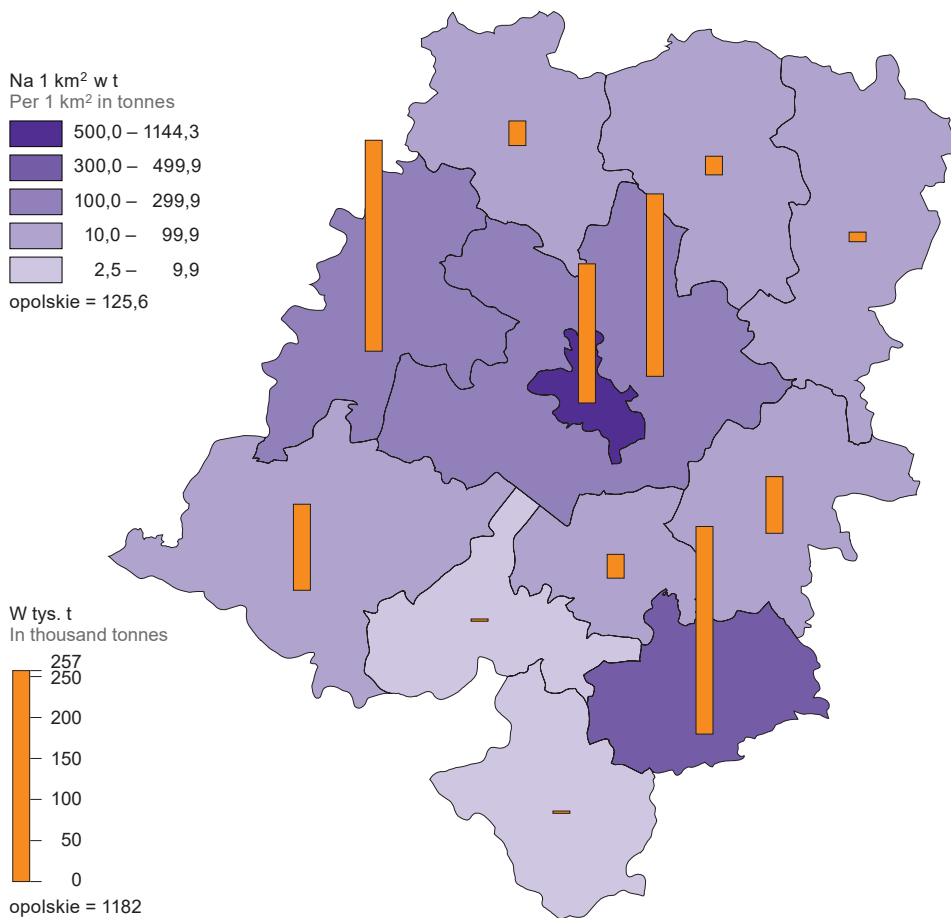 Na 1 km² w t
Per 1 km² in tonnes
500,0 – 1144,3
300,0 – 499,9
100,0 – 299,9
10,0 – 99,9
2,5 – 9,9
opolskie = 125,6
W tys. t
In thousand tonnes
257
250
200
150
100
50
0
opolskie = 1182